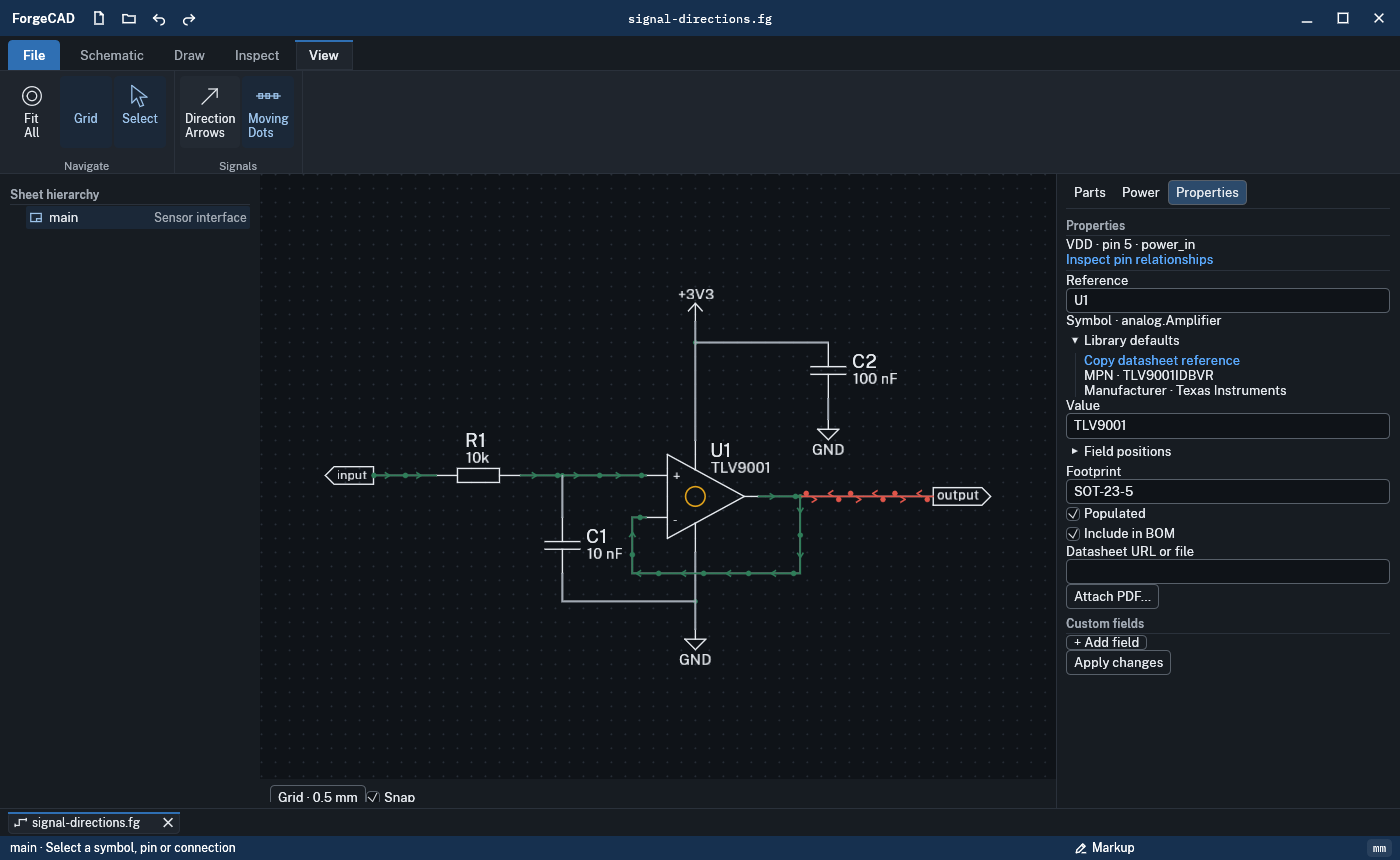 ForgeCAD
signal-directions.fg
File
Schematic
Draw
Inspect
View
Fit
All
Grid
Select
Direction
Arrows
Moving
Dots
Navigate
Signals
Sheet hierarchy
main
Sensor interface
+3V3
C2
100 nF
GND
R1
10k
U1
TLV9001
input
+
-
output
C1
10 nF
GND
Grid · 0.5 mm
Snap
Parts
Power
Properties
Properties
VDD · pin 5 · power_in
Inspect pin relationships
Reference
U1
Symbol · analog.Amplifier
Library defaults
Copy datasheet reference
MPN · TLV9001IDBVR
Manufacturer · Texas Instruments
Value
TLV9001
Field positions
Footprint
SOT-23-5
Populated
Include in BOM
Datasheet URL or file
Attach PDF...
Custom fields
+ Add field
Apply changes
signal-directions.fg
main · Select a symbol, pin or connection
Markup
mm